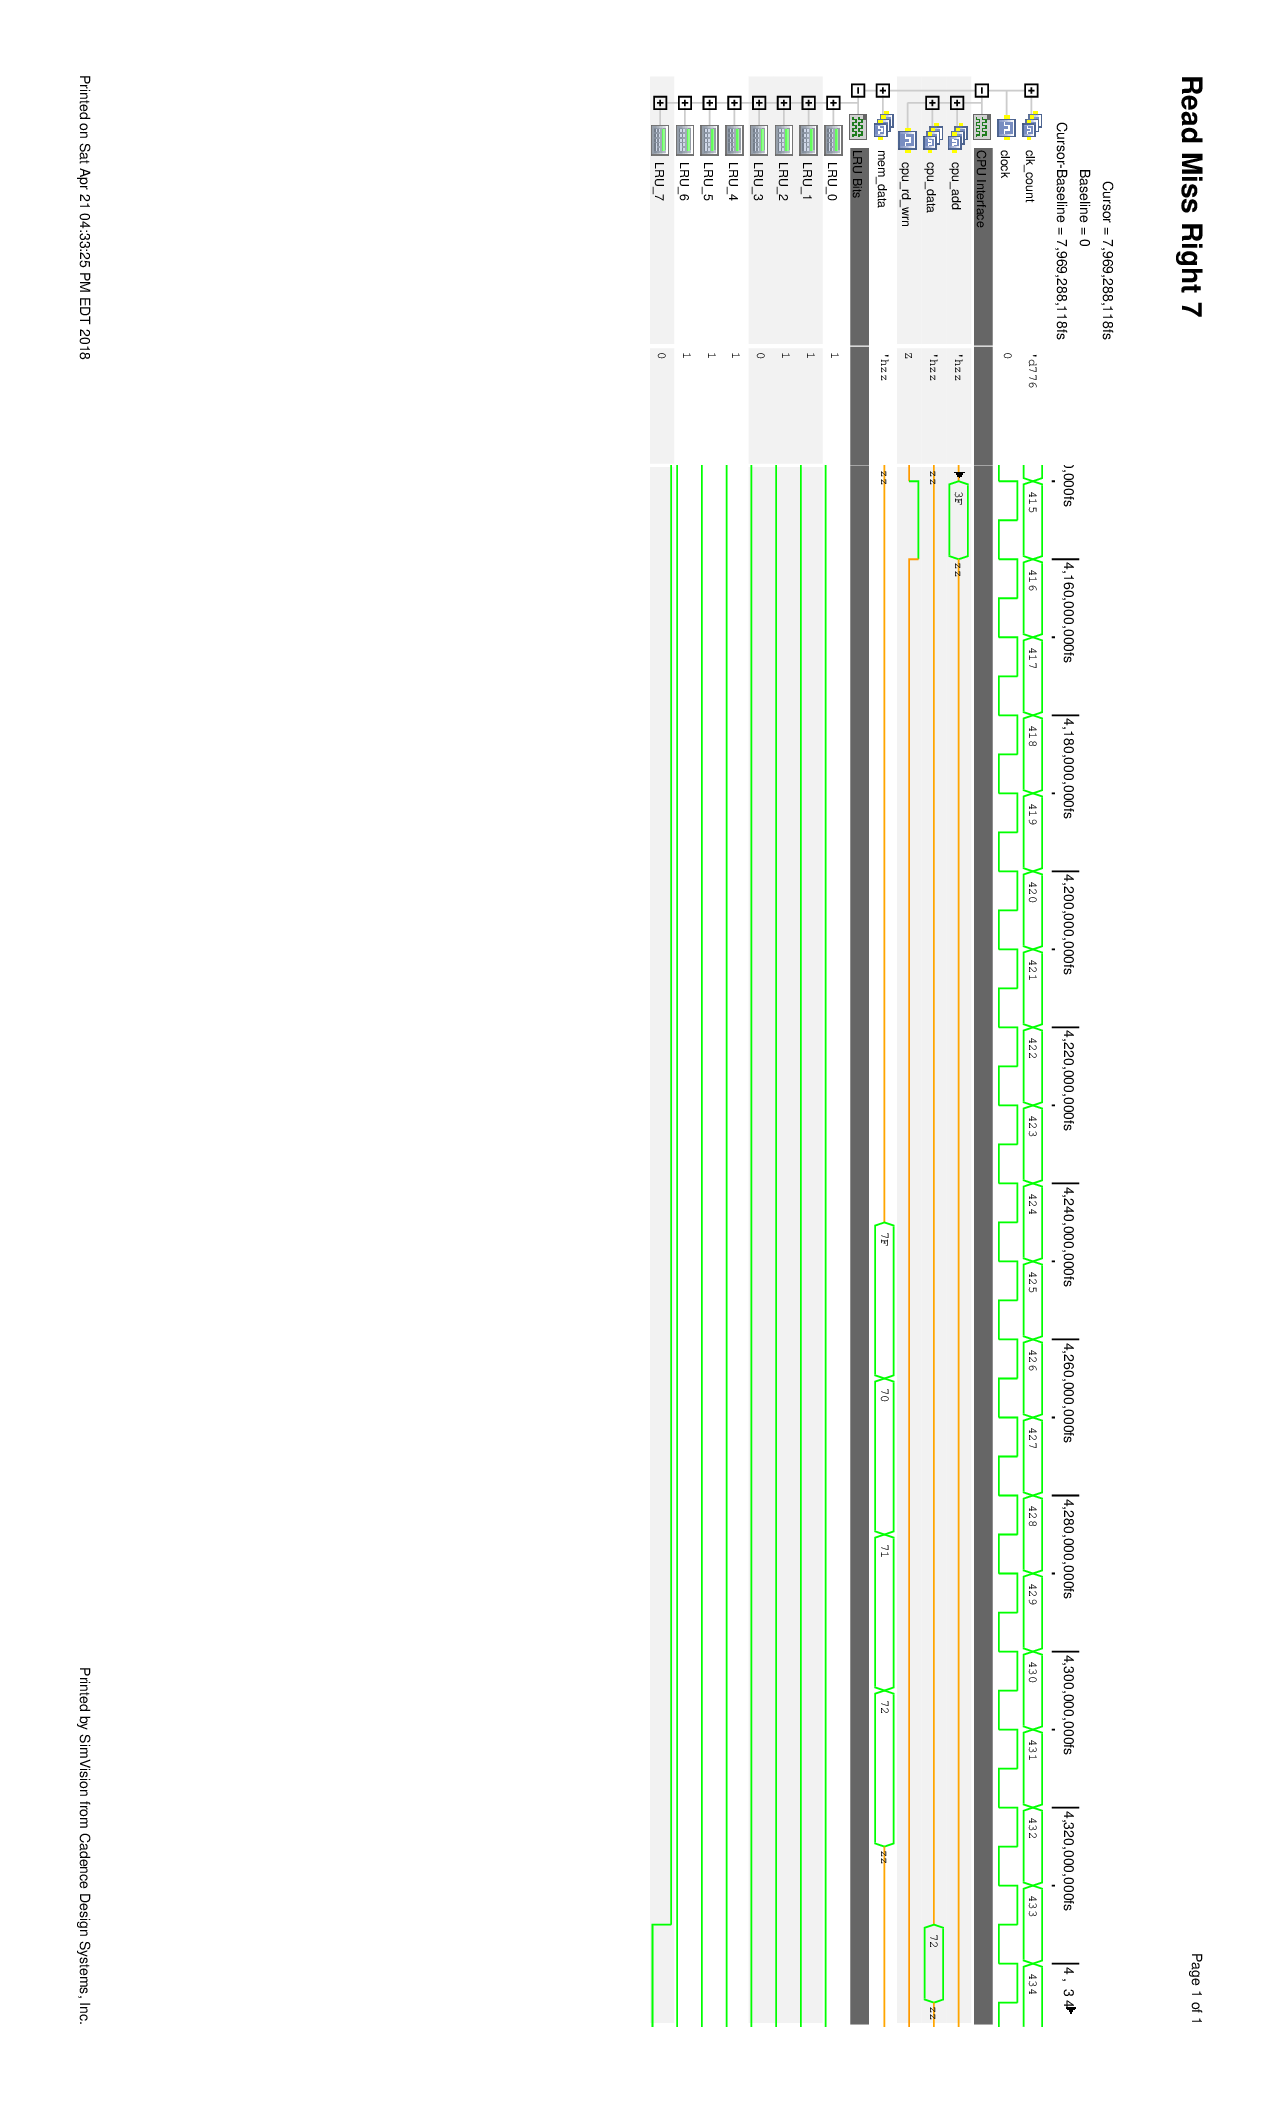 Read Miss Right 7
Page 1 of 1
Cursor = 7,969,288,118fs
Baseline = 0
Cursor-Baseline = 7,969,288,118fs
),000fs 4,160,000,000fs 4,180,000,000fs 4,200,000,000fs 4,220,000,000fs 4,240,000,000fs 4,260,000,000fs 4,280,000,000fs 4,300,000,000fs 4,320,000,000fs 4,34
clk_count 'd776 415 416 417 418 419 420 421 422 423 424 425 426 427 428 429 430 431 432 433 434
clock 0
CPU Interface
cpu_add 'hzz 3F zz
cpu_data 'hzz zz 72 zz
cpu_rd_wrn Z
mem_data 'hzz zz 7F 70 71 72 zz
LRU Bits
LRU_0 1
LRU_1 1
LRU_2 1
LRU_3 0
LRU_4 1
LRU_5 1
LRU_6 1
LRU_7 0
Printed on Sat Apr 21 04:33:25 PM EDT 2018
Printed by SimVision from Cadence Design Systems, Inc.